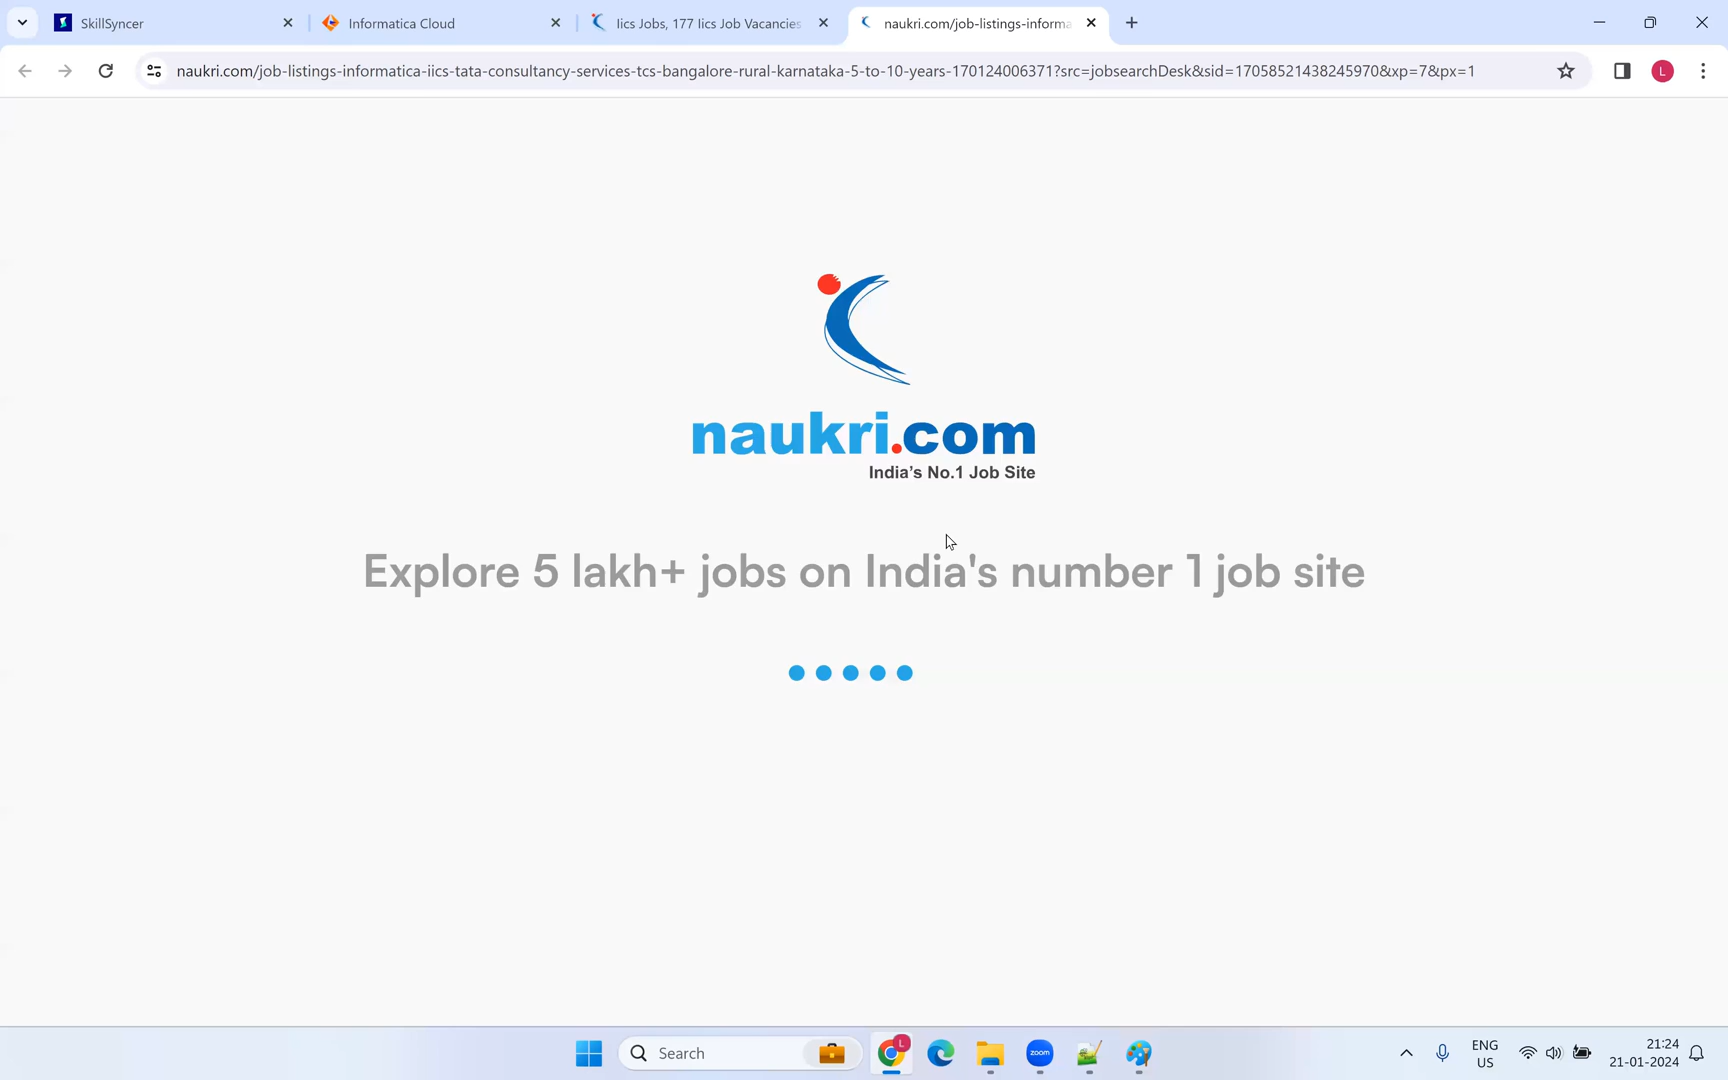 SkillSyncer
Informatica Cloud
Iics Jobs, 177 Iics Job Vacancies
naukri.com/job-listings-informa
naukri.com/job-listings-informatica-iics-tata-consultancy-services-tcs-bangalore-rural-karnataka-5-to-10-years-170124006371?src=jobsearchDesk&sid=17058521438245970&xp=7&px=1
L
naukri.com
India's No.1 Job Site
Explore 5 lakh+ jobs on India's number 1 job site
Search
L
zoom
ENG
US
21:24
21-01-2024